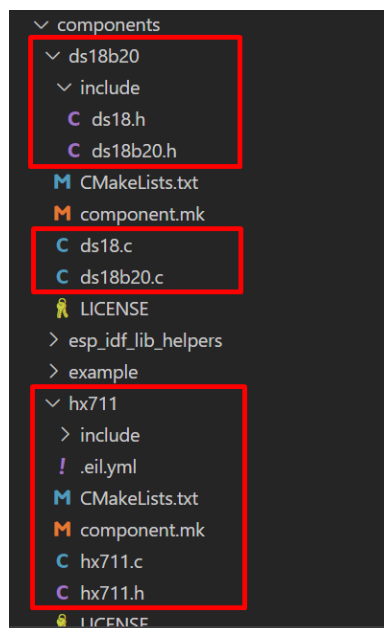 components
ds18b20
include
C ds18.h
C ds18b20.h
M CMakeLists.txt
M component.mk
C ds18.c
C ds18b20.c
LICENSE
esp_idf_lib_helpers
example
hx711
include
! .eil.yml
M CMakeLists.txt
M component.mk
C hx711.c
C hx711.h
LICENSE